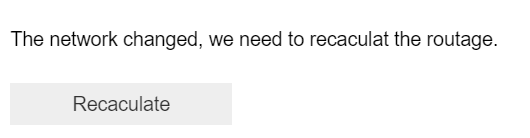 The network changed, we need to recaculat the routage.
Recaculate